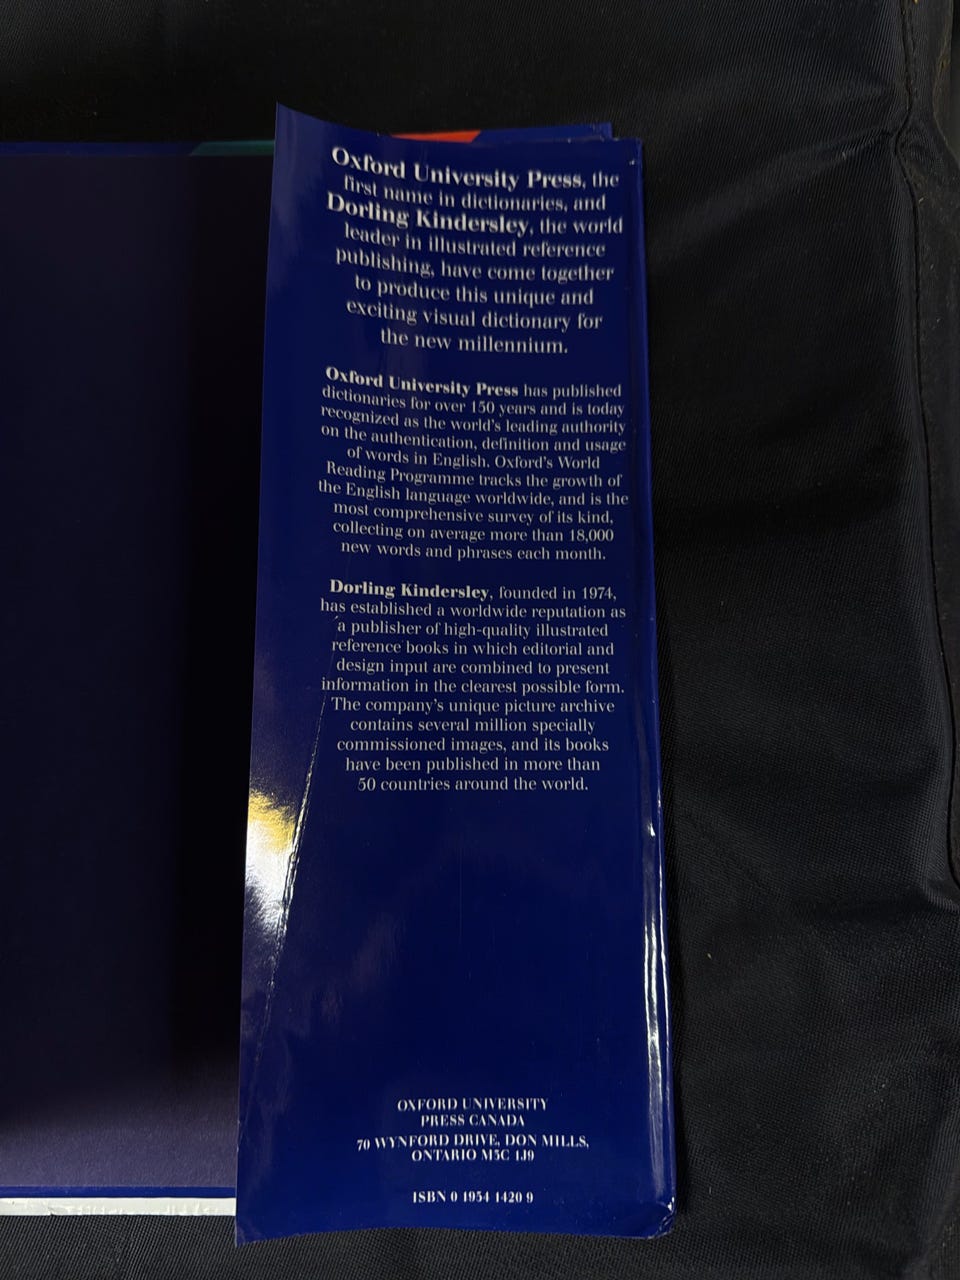 Oxford University Press, the
first name in dictionaries, and
Dorling Kindersley, the world
leader in illustrated reference
publishing, have come together
to produce this unique and
exciting visual dictionary for
the new millennium.
Oxford University Press has published
dictionaries for over 150 years and is today
recognized as the world's leading authority
on the authentication, definition and usage
of words in English. Oxford's World
Reading Programme tracks the growth of
the English language worldwide, and is the
most comprehensive survey of its kind,
collecting on average more than 18,000
new words and phrases each month.
Dorling Kindersley, founded in 1974,
has established a worldwide reputation as
a publisher of high-quality illustrated
reference books in which editorial and
design input are combined to present
information in the clearest possible form.
The company's unique picture archive
contains several million specially
commissioned images, and its books
have been published in more than
50 countries around the world.
OXFORD UNIVERSITY
PRESS CANADA
70 WYNFORD DRIVE, DON MILLS,
ONTARIO M3C 1J9
ISBN 0 1954 1420 9